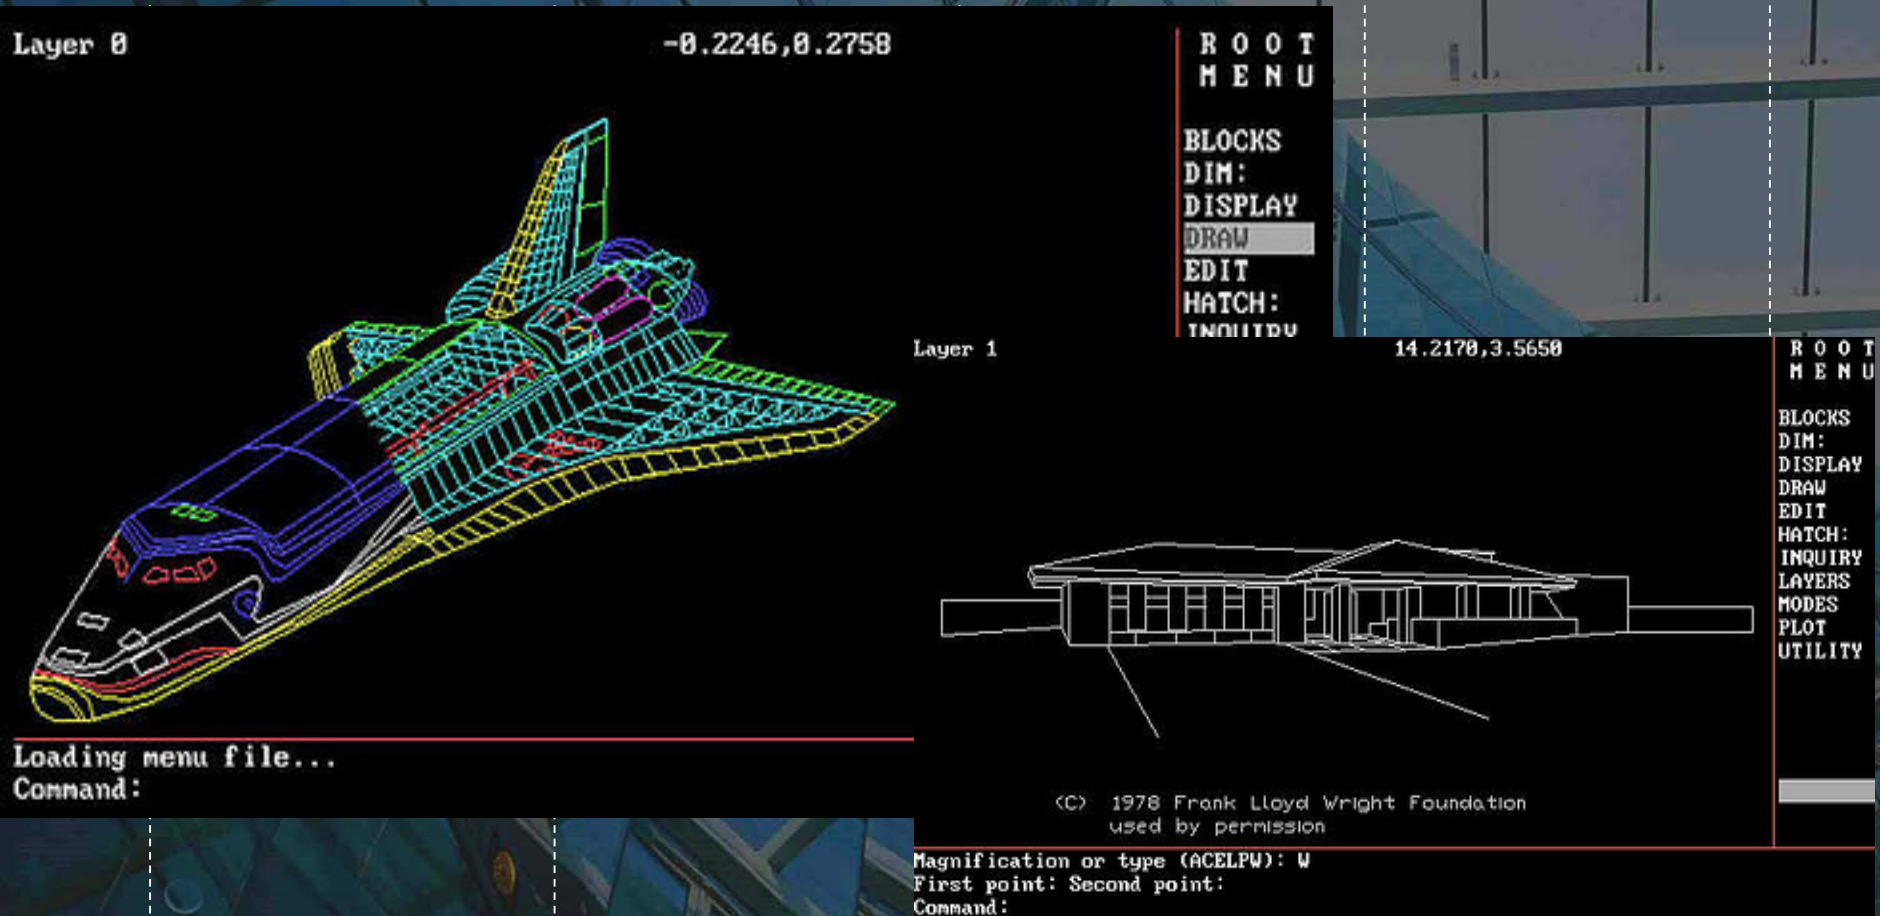 Layer 0
-0.2246,0.2758
R O O T
M E N U
BLOCKS
DIM:
DISPLAY
DRAW
EDIT
HATCH:
INQUIRY
Loading menu file...
Command:
Layer 1
14.2170,3.5650
R O O T
M E N U
BLOCKS
DIM:
DISPLAY
DRAW
EDIT
HATCH:
INQUIRY
LAYERS
MODES
PLOT
UTILITY
(C) 1978 Frank Lloyd Wright Foundation
used by permission
Magnification or type (ACELPW): W
First point: Second point:
Command: